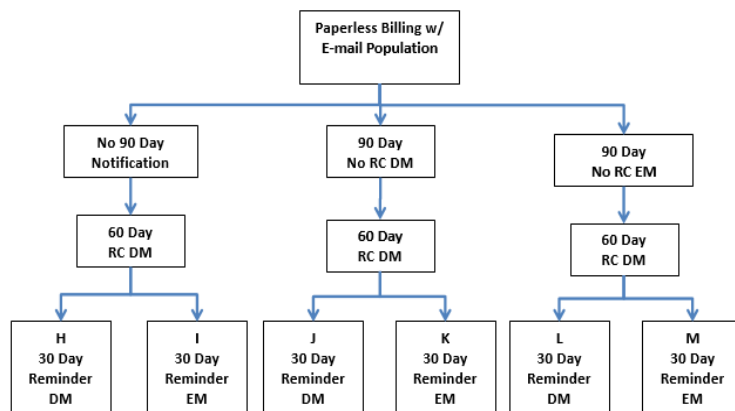 Paperless Billing w/
E-mail Population
No 90 Day
Notification
90 Day
No RC DM
90 Day
No RC EM
60 Day
RC DM
60 Day
RC DM
60 Day
RC DM
H
30 Day
Reminder
DM
I
30 Day
Reminder
EM
J
30 Day
Reminder
DM
K
30 Day
Reminder
EM
L
30 Day
Reminder
DM
M
30 Day
Reminder
EM